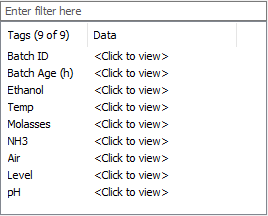 Enter filter here
Tags (9 of 9) Data
Batch ID <Click to view>
Batch Age (h) <Click to view>
Ethanol <Click to view>
Temp <Click to view>
Molasses <Click to view>
NH3 <Click to view>
Air <Click to view>
Level <Click to view>
pH <Click to view>